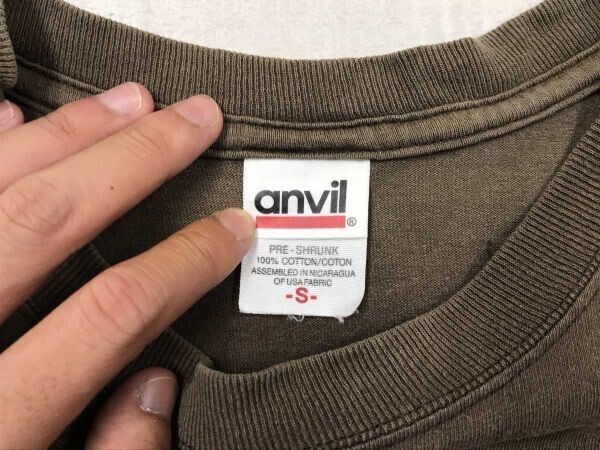 anvil
®
PRE-SHRUNK
100% COTTON/COTON
ASSEMBLED IN NICARAGUA
OF USA FABRIC
-S-